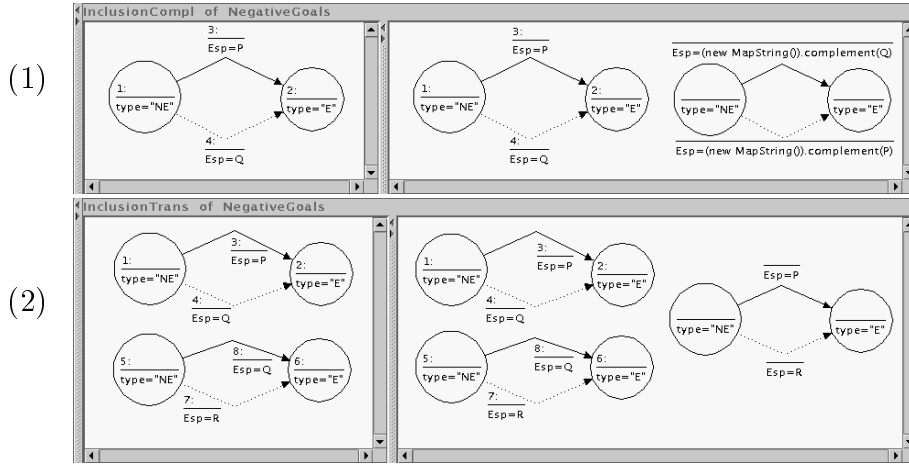 InclusionCompl of NegativeGoals
(1)
3:
Esp=P
1:
type="NE"
2:
type="E"
4:
Esp=Q
3:
Esp=P
1:
type="NE"
2:
type="E"
4:
Esp=Q
Esp=(new MapString()).complement(Q)
type="NE"
type="E"
Esp=(new MapString()).complement(P)
InclusionTrans of NegativeGoals
(2)
3:
Esp=P
1:
type="NE"
2:
type="E"
4:
Esp=Q
5:
type="NE"
8:
Esp=Q
6:
type="E"
7:
Esp=R
3:
Esp=P
1:
type="NE"
2:
type="E"
4:
Esp=Q
5:
type="NE"
8:
Esp=Q
6:
type="E"
7:
Esp=R
Esp=P
type="NE"
type="E"
Esp=R